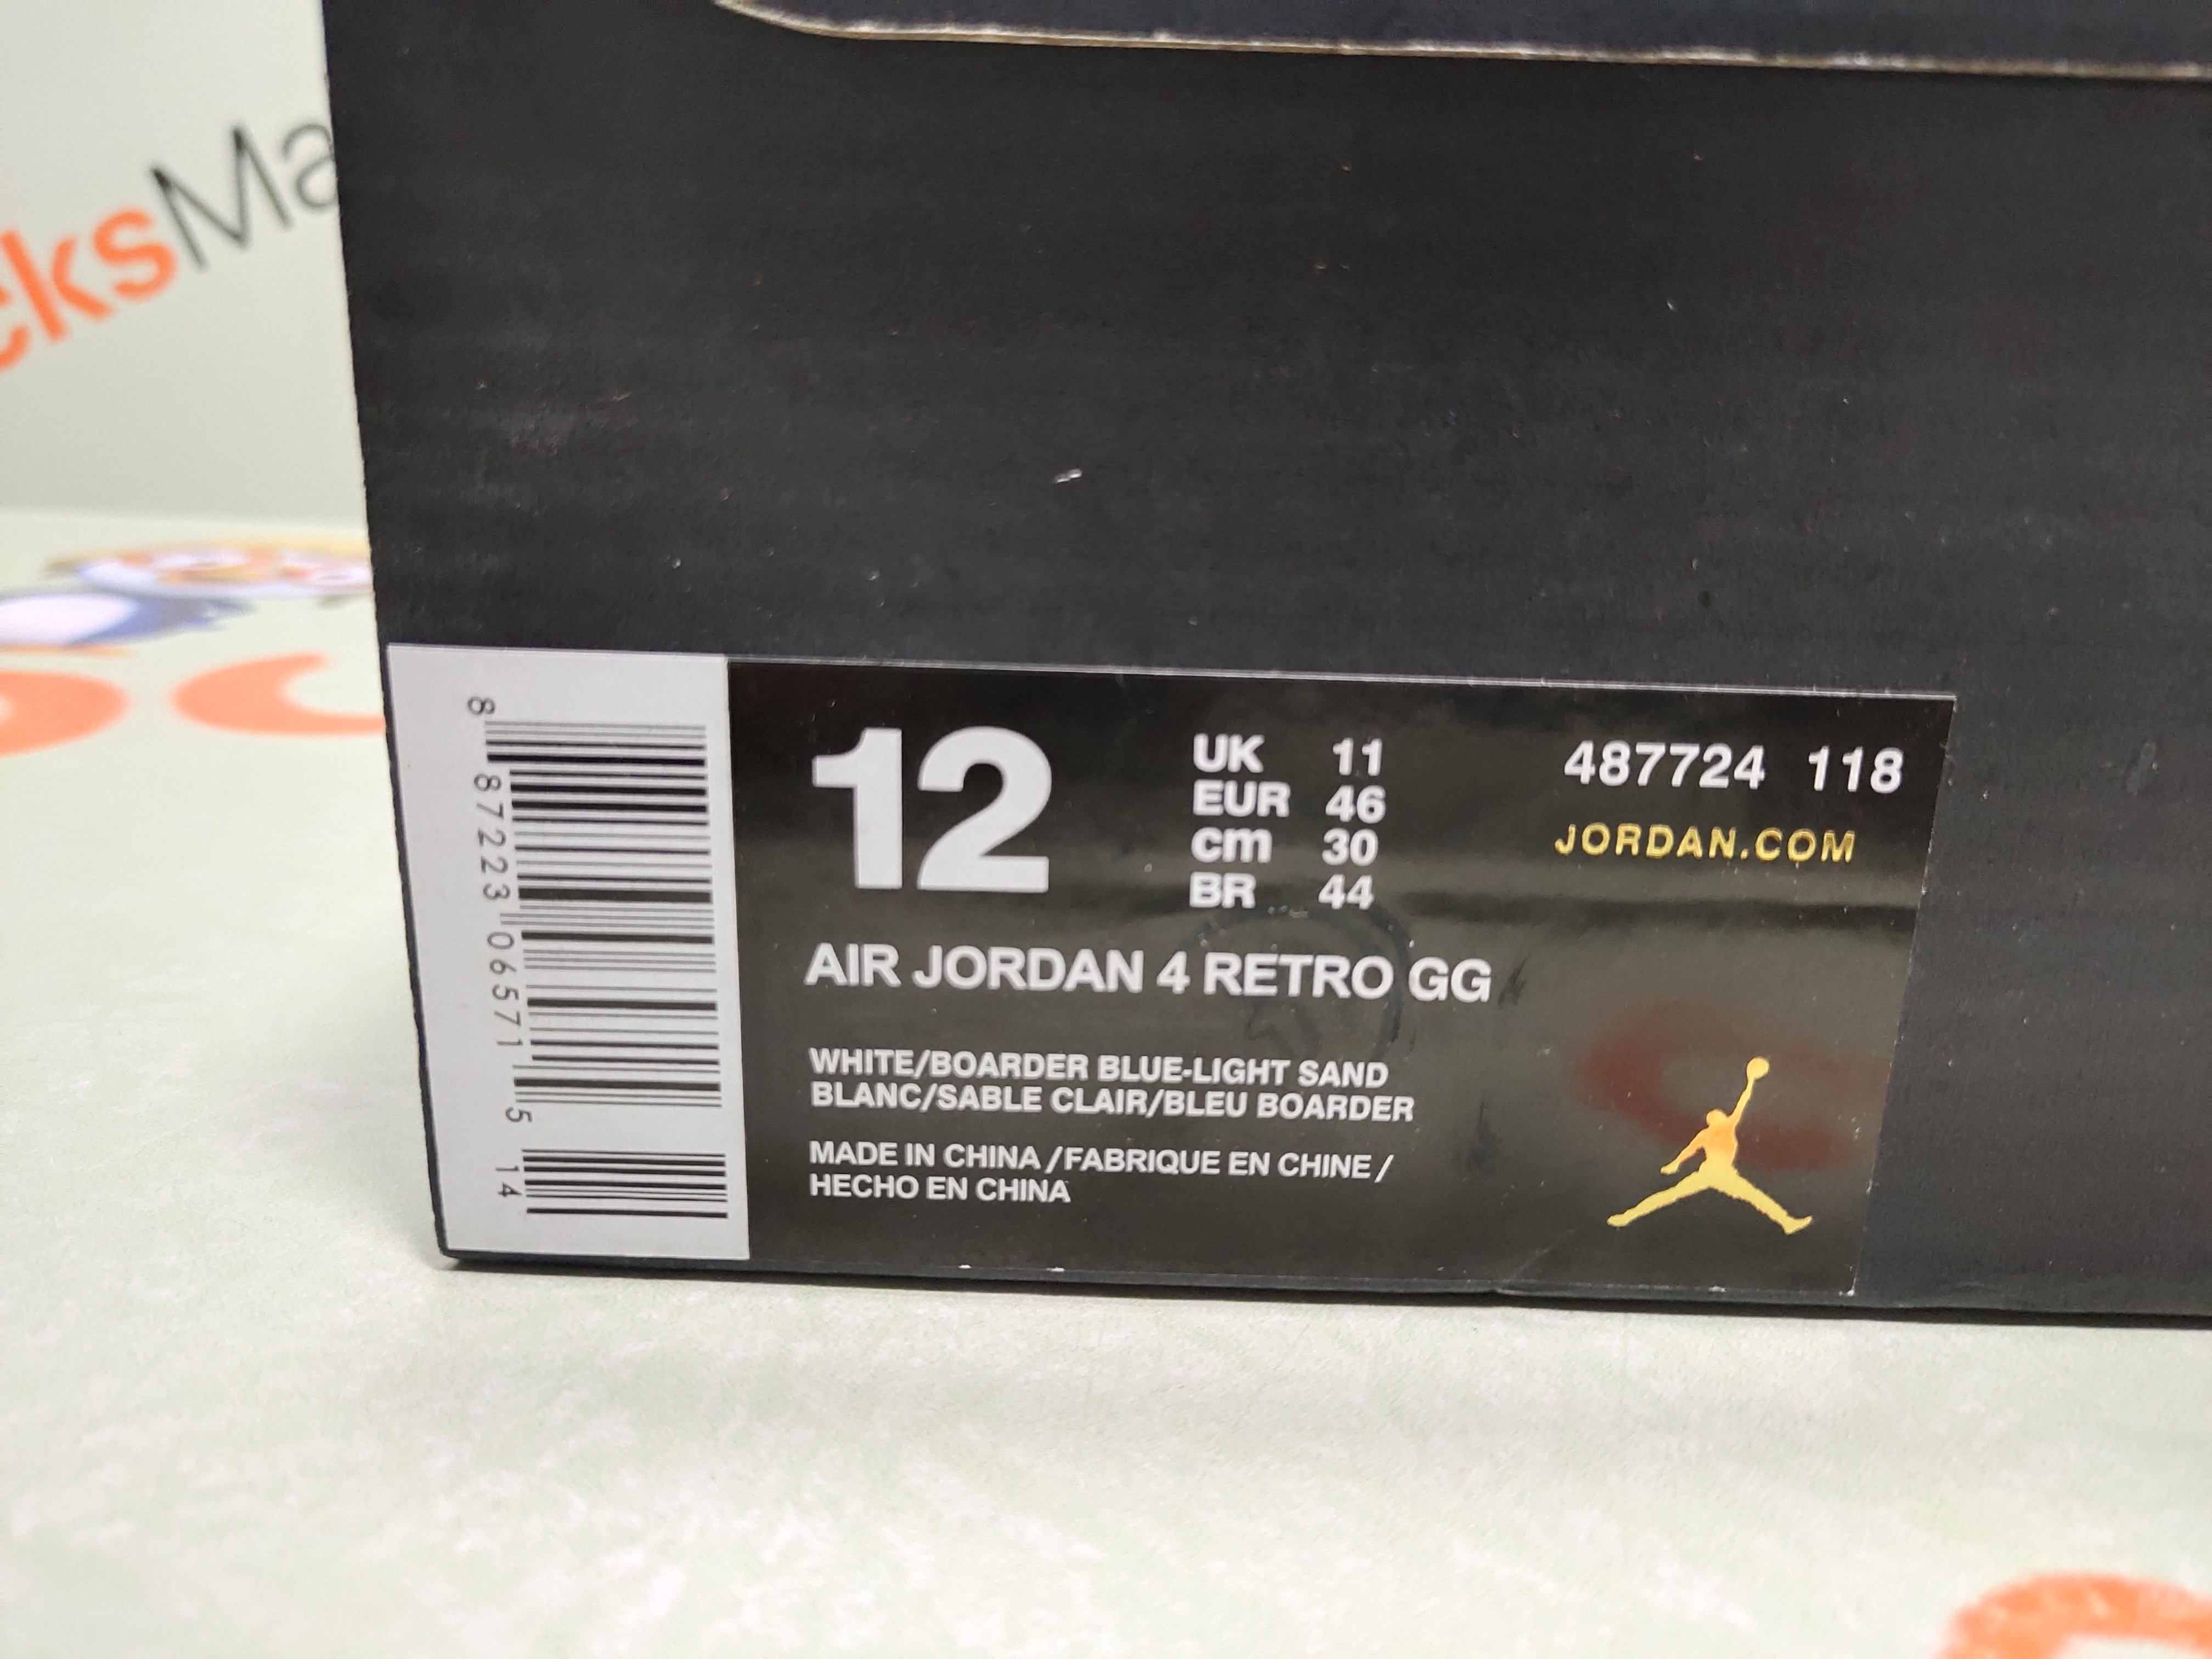 cksMa
8 87223 06571 5 14
12
UK 11
EUR 46
cm 30
BR 44
487724 118
JORDAN.COM
AIR JORDAN 4 RETRO GG
WHITE/BOARDER BLUE-LIGHT SAND
BLANC/SABLE CLAIR/BLEU BOARDER
MADE IN CHINA /FABRIQUE EN CHINE /
HECHO EN CHINA